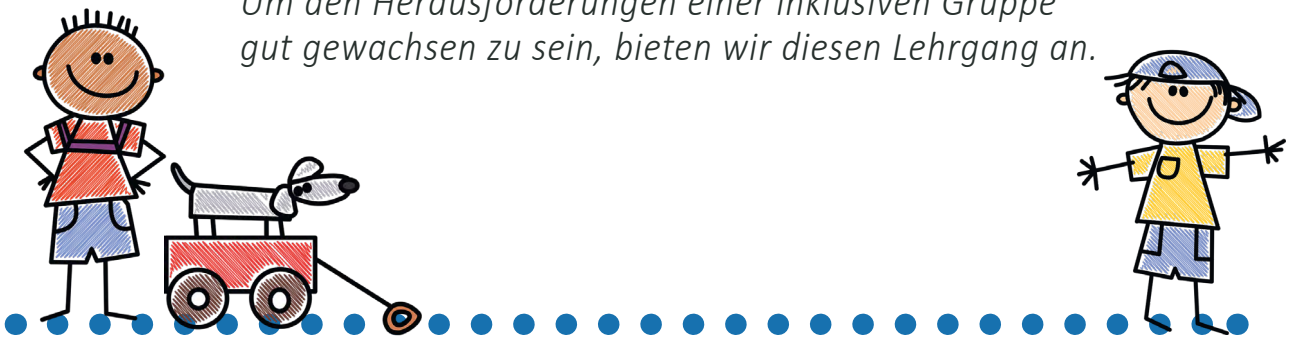 Um den Herausforderungen einer inklusiven Gruppe
gut gewachsen zu sein, bieten wir diesen Lehrgang an.